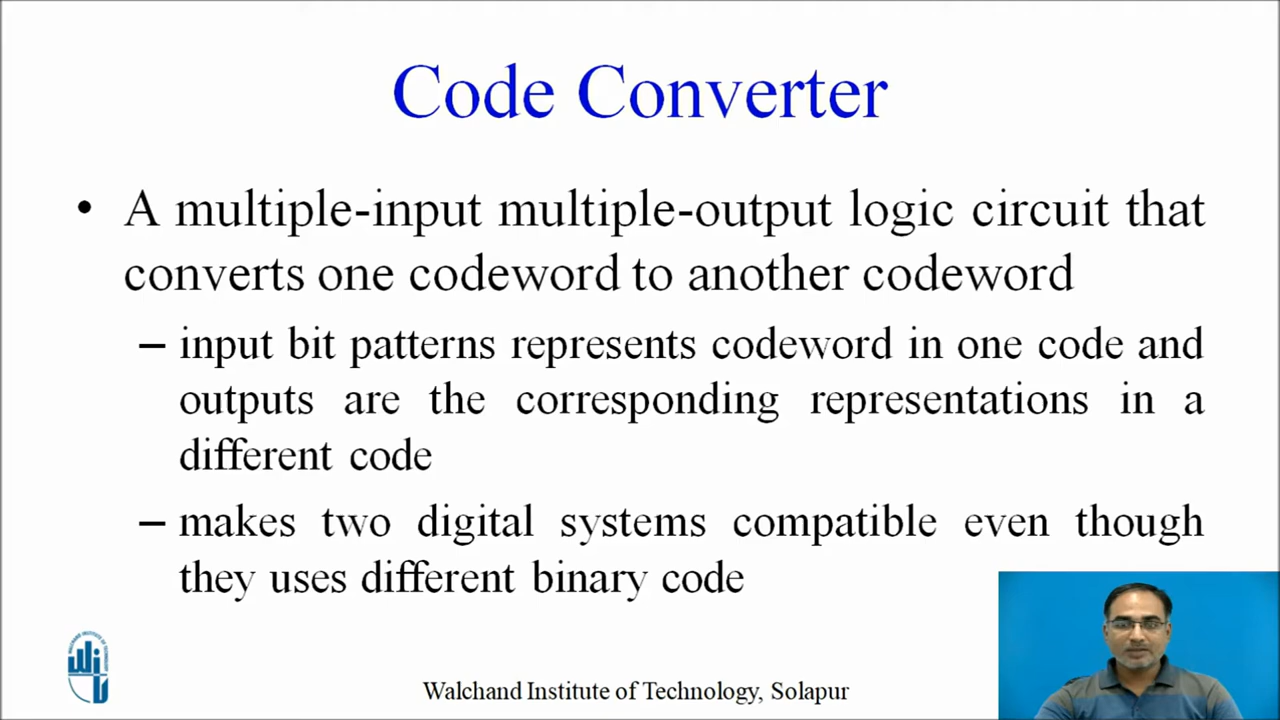 Code Converter
• A multiple-input multiple-output logic circuit that
converts one codeword to another codeword
– input bit patterns represents codeword in one code and
outputs are the corresponding representations in a
different code
– makes two digital systems compatible even though
they uses different binary code
Walchand Institute of Technology, Solapur